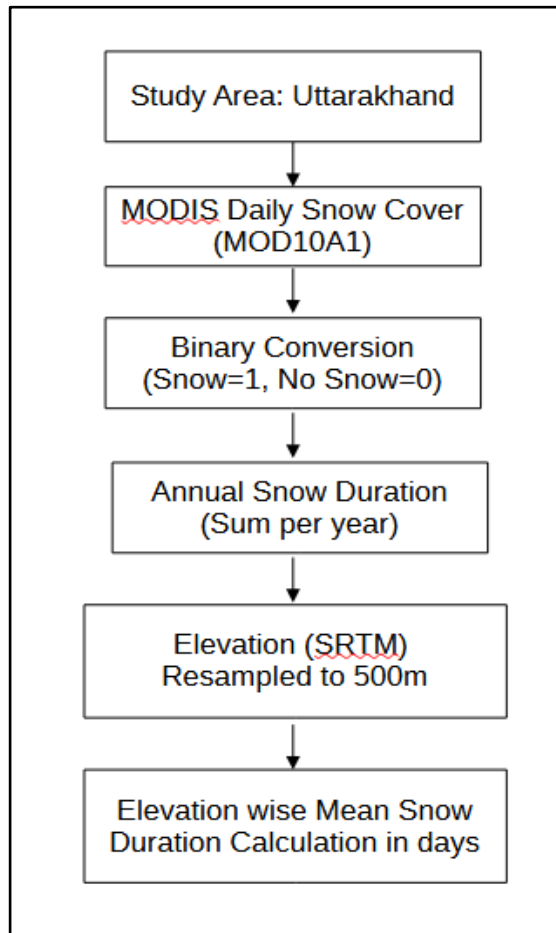 Study Area: Uttarakhand
MODIS Daily Snow Cover
(MOD10A1)
Binary Conversion
(Snow=1, No Snow=0)
Annual Snow Duration
(Sum per year)
Elevation (SRTM)
Resampled to 500m
Elevation wise Mean Snow
Duration Calculation in days